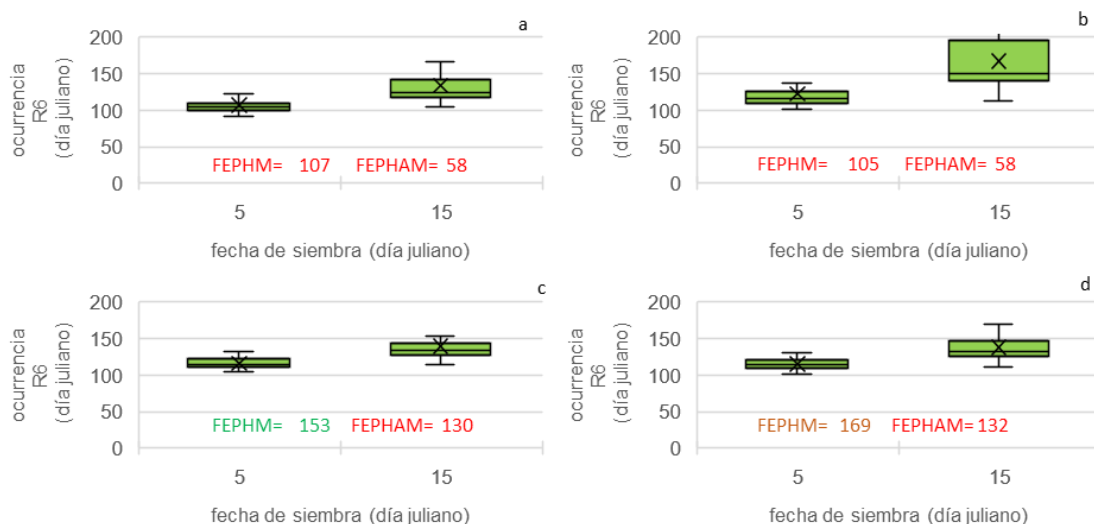 a
ocurrencia
R6
(día juliano)
200
150
100
50
0
FEPHM= 107 FEPHAM= 58
5 15
fecha de siembra (día juliano)
b
ocurrencia
R6
(día juliano)
200
150
100
50
0
FEPHM= 105 FEPHAM= 58
5 15
fecha de siembra (día juliano)
c
ocurrencia
R6
(día juliano)
200
150
100
50
0
FEPHM= 153 FEPHAM= 130
5 15
fecha de siembra (día juliano)
d
ocurrencia
R6
(día juliano)
200
150
100
50
0
FEPHM= 169 FEPHAM= 132
5 15
fecha de siembra (día juliano)